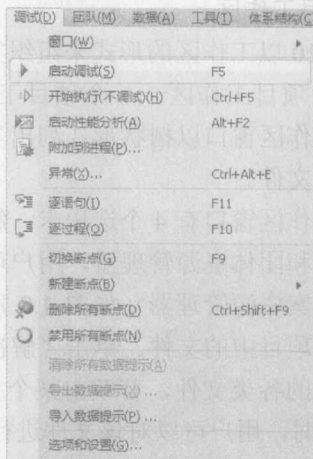 调试(D) 团队(M) 数据(A) 工具(T) 体系结构(C
窗口(W)
启动调试(S) F5
开始执行(不调试)(H) Ctrl+F5
启动性能分析(A) Alt+F2
附加到进程(P)...
异常(X)... Ctrl+Alt+E
逐语句(I) F11
逐过程(O) F10
切换断点(G) F9
新建断点(B)
删除所有断点(D) Ctrl+Shift+F9
禁用所有断点(N)
清除所有数据提示(A)
导出数据提示(X) ...
导入数据提示(P) ...
选项和设置(G)...